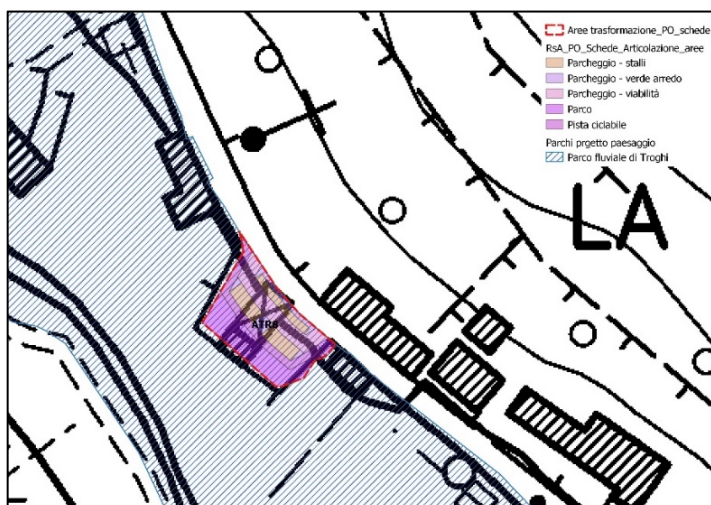 Aree trasformazione_PO_schede
RsA_PO_Schede_Articolazione_aree
Parcheggio - stalli
Parcheggio - verde arredo
Parcheggio - viabilità
Parco
Pista ciclabile
Parchi prgetto paesaggio
Parco fluviale di Troghi
LA
ATR8